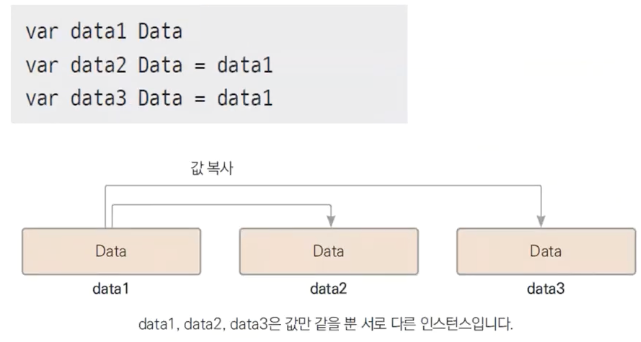 var data1 Data
var data2 Data = data1
var data3 Data = data1
값 복사
Data Data Data
data1 data2 data3
data1, data2, data3은 값만 같을 뿐 서로 다른 인스턴스입니다.